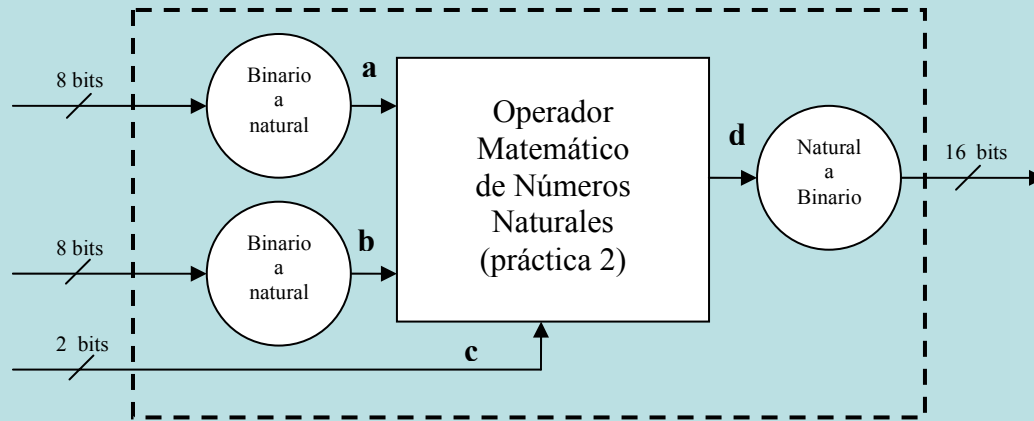 8 bits
Binario
a
natural
a
Operador
Matemático
de Números
Naturales
(práctica 2)
d
Natural
a
Binario
16 bits
8 bits
Binario
a
natural
b
2 bits
c